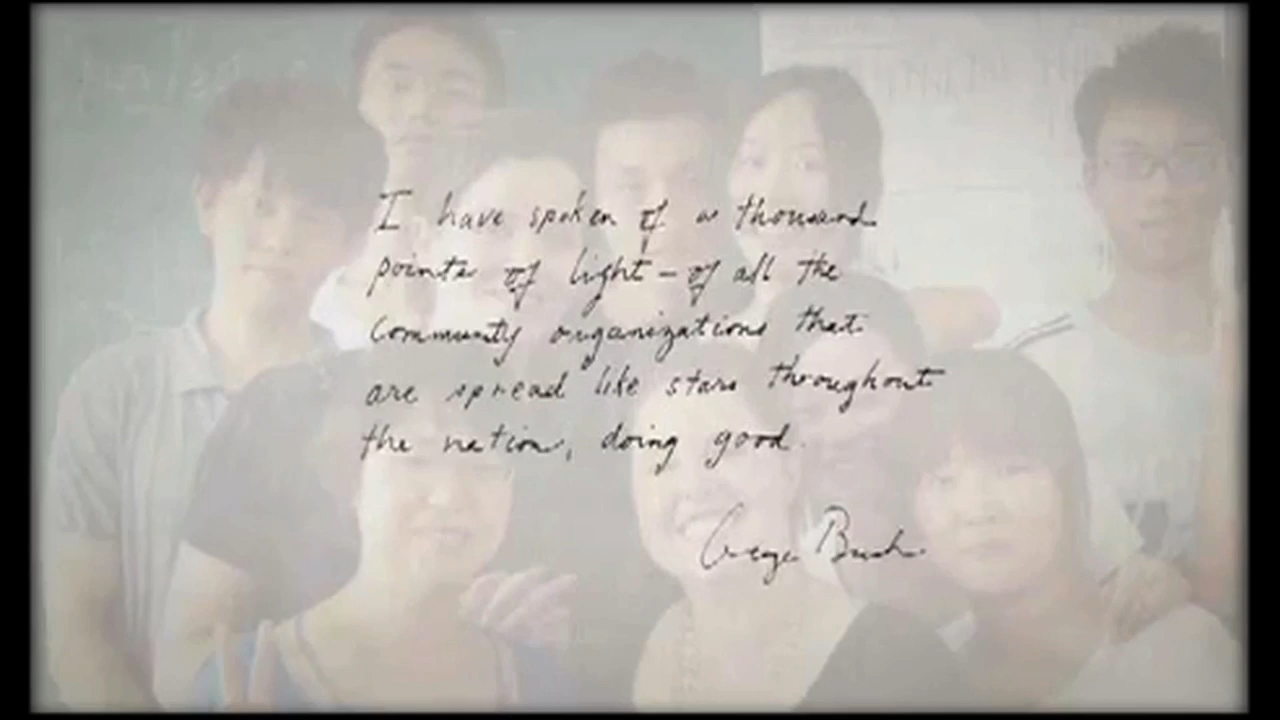 I have spoken of a thousand
points of light - of all the
community organizations that
are spread like stars throughout
the nation, doing good.
George Bush